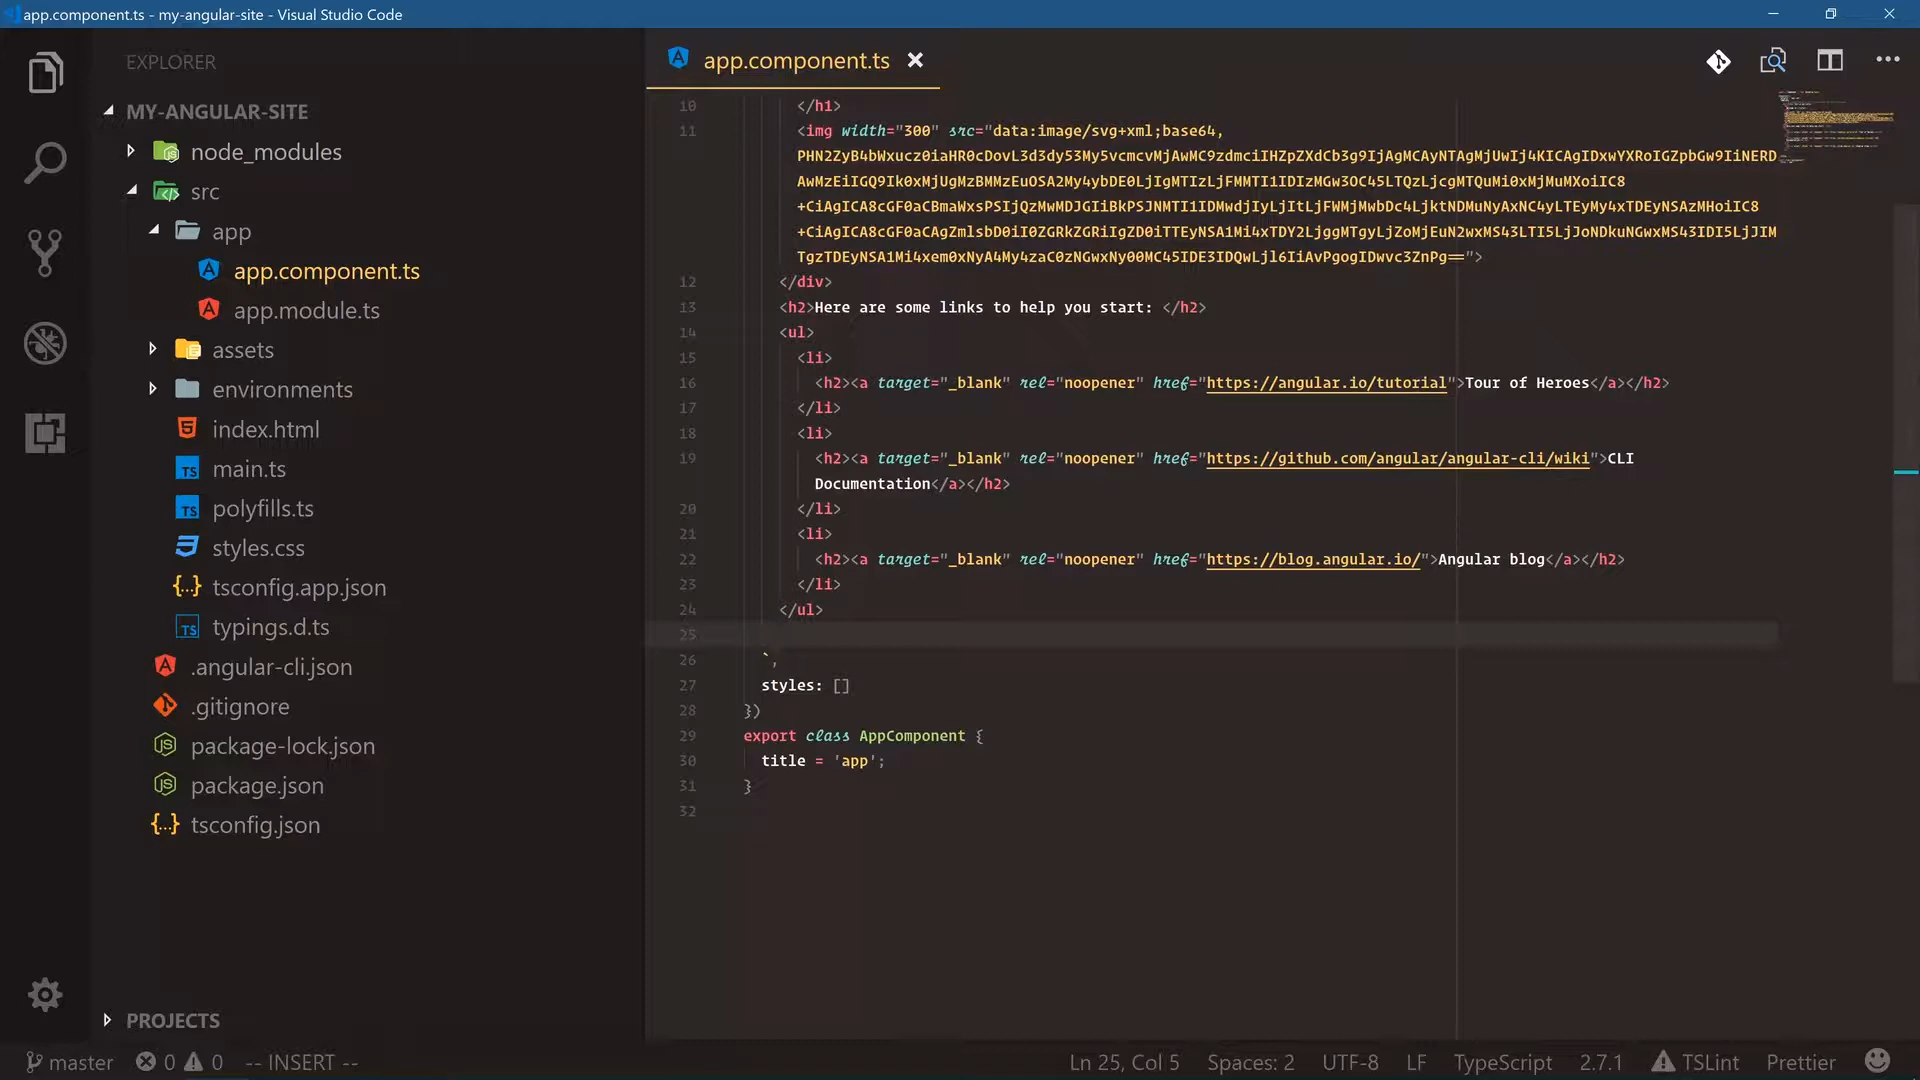 app.component.ts - my-angular-site - Visual Studio Code
EXPLORER
MY-ANGULAR-SITE
node_modules
src
app
app.component.ts
app.module.ts
assets
environments
index.html
main.ts
polyfills.ts
styles.css
tsconfig.app.json
typings.d.ts
.angular-cli.json
.gitignore
package-lock.json
package.json
tsconfig.json
PROJECTS
app.component.ts
10 </h1>
11 <img width="300" src="data:image/svg+xml;base64,
PHN2ZyB4bWxucz0iaHR0cDovL3d3dy53My5vcmcvMjAwMC9zdmciIHZpZXdCb3g9IjAgMCAyNTAgMjUwIj4KICAgIDxwYXRoIGZpbGw9IiNERD
AwMzEiIGQ9Ik0xMjUgMzBMMzEuOSA2My4ybDE0LjIgMTIzLjFMMTI1IDIzMGw3OC45LTQzLjcgMTQuMi0xMjMuMXoiIC8
+CiAgICA8cGF0aCBmaWxsPSIjQzMwMDJGIiBkPSJNMTI1IDMwdjIyLjItLjFWMjMwbDc4LjktNDMuNyAxNC4yLTEyMy4xTDEyNSAzMHoiIC8
+CiAgICA8cGF0aCAgZmlsbD0iI0ZGRkZGRiIgZD0iTTEyNSA1Mi4xTDY2LjggMTgyLjZoMjEuN2wxMS43LTI5LjJoNDkuNGwxMS43IDI5LjJIM
TgzTDEyNSA1Mi4xem0xNyA4My4zaC0zNGwxNy00MC45IDE3IDQwLjl6IiAvPgogIDwvc3ZnPg==">
12 </div>
13 <h2>Here are some links to help you start: </h2>
14 <ul>
15 <li>
16 <h2><a target="_blank" rel="noopener" href="https://angular.io/tutorial">Tour of Heroes</a></h2>
17 </li>
18 <li>
19 <h2><a target="_blank" rel="noopener" href="https://github.com/angular/angular-cli/wiki">CLI
Documentation</a></h2>
20 </li>
21 <li>
22 <h2><a target="_blank" rel="noopener" href="https://blog.angular.io/">Angular blog</a></h2>
23 </li>
24 </ul>
25
26 `,
27 styles: []
28 })
29 export class AppComponent {
30 title = 'app';
31 }
32
master 0 0 -- INSERT -- Ln 25, Col 5 Spaces: 2 UTF-8 LF TypeScript 2.7.1 TSLint Prettier